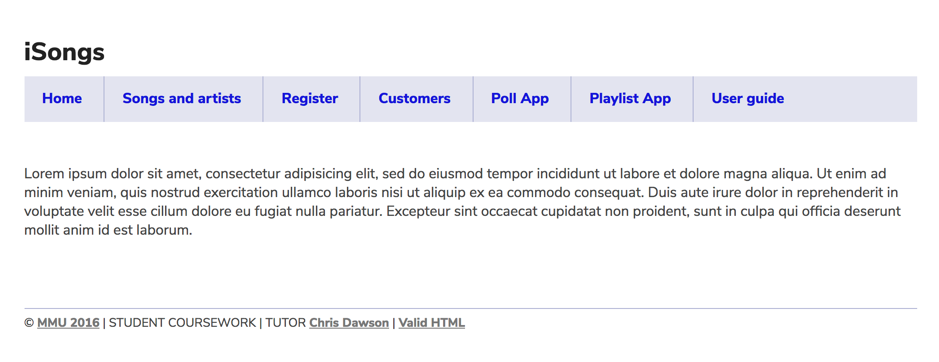 iSongs
Home Songs and artists Register Customers Poll App Playlist App User guide
Lorem ipsum dolor sit amet, consectetur adipisicing elit, sed do eiusmod tempor incididunt ut labore et dolore magna aliqua. Ut enim ad
minim veniam, quis nostrud exercitation ullamco laboris nisi ut aliquip ex ea commodo consequat. Duis aute irure dolor in reprehenderit in
voluptate velit esse cillum dolore eu fugiat nulla pariatur. Excepteur sint occaecat cupidatat non proident, sunt in culpa qui officia deserunt
mollit anim id est laborum.
© MMU 2016 | STUDENT COURSEWORK | TUTOR Chris Dawson | Valid HTML